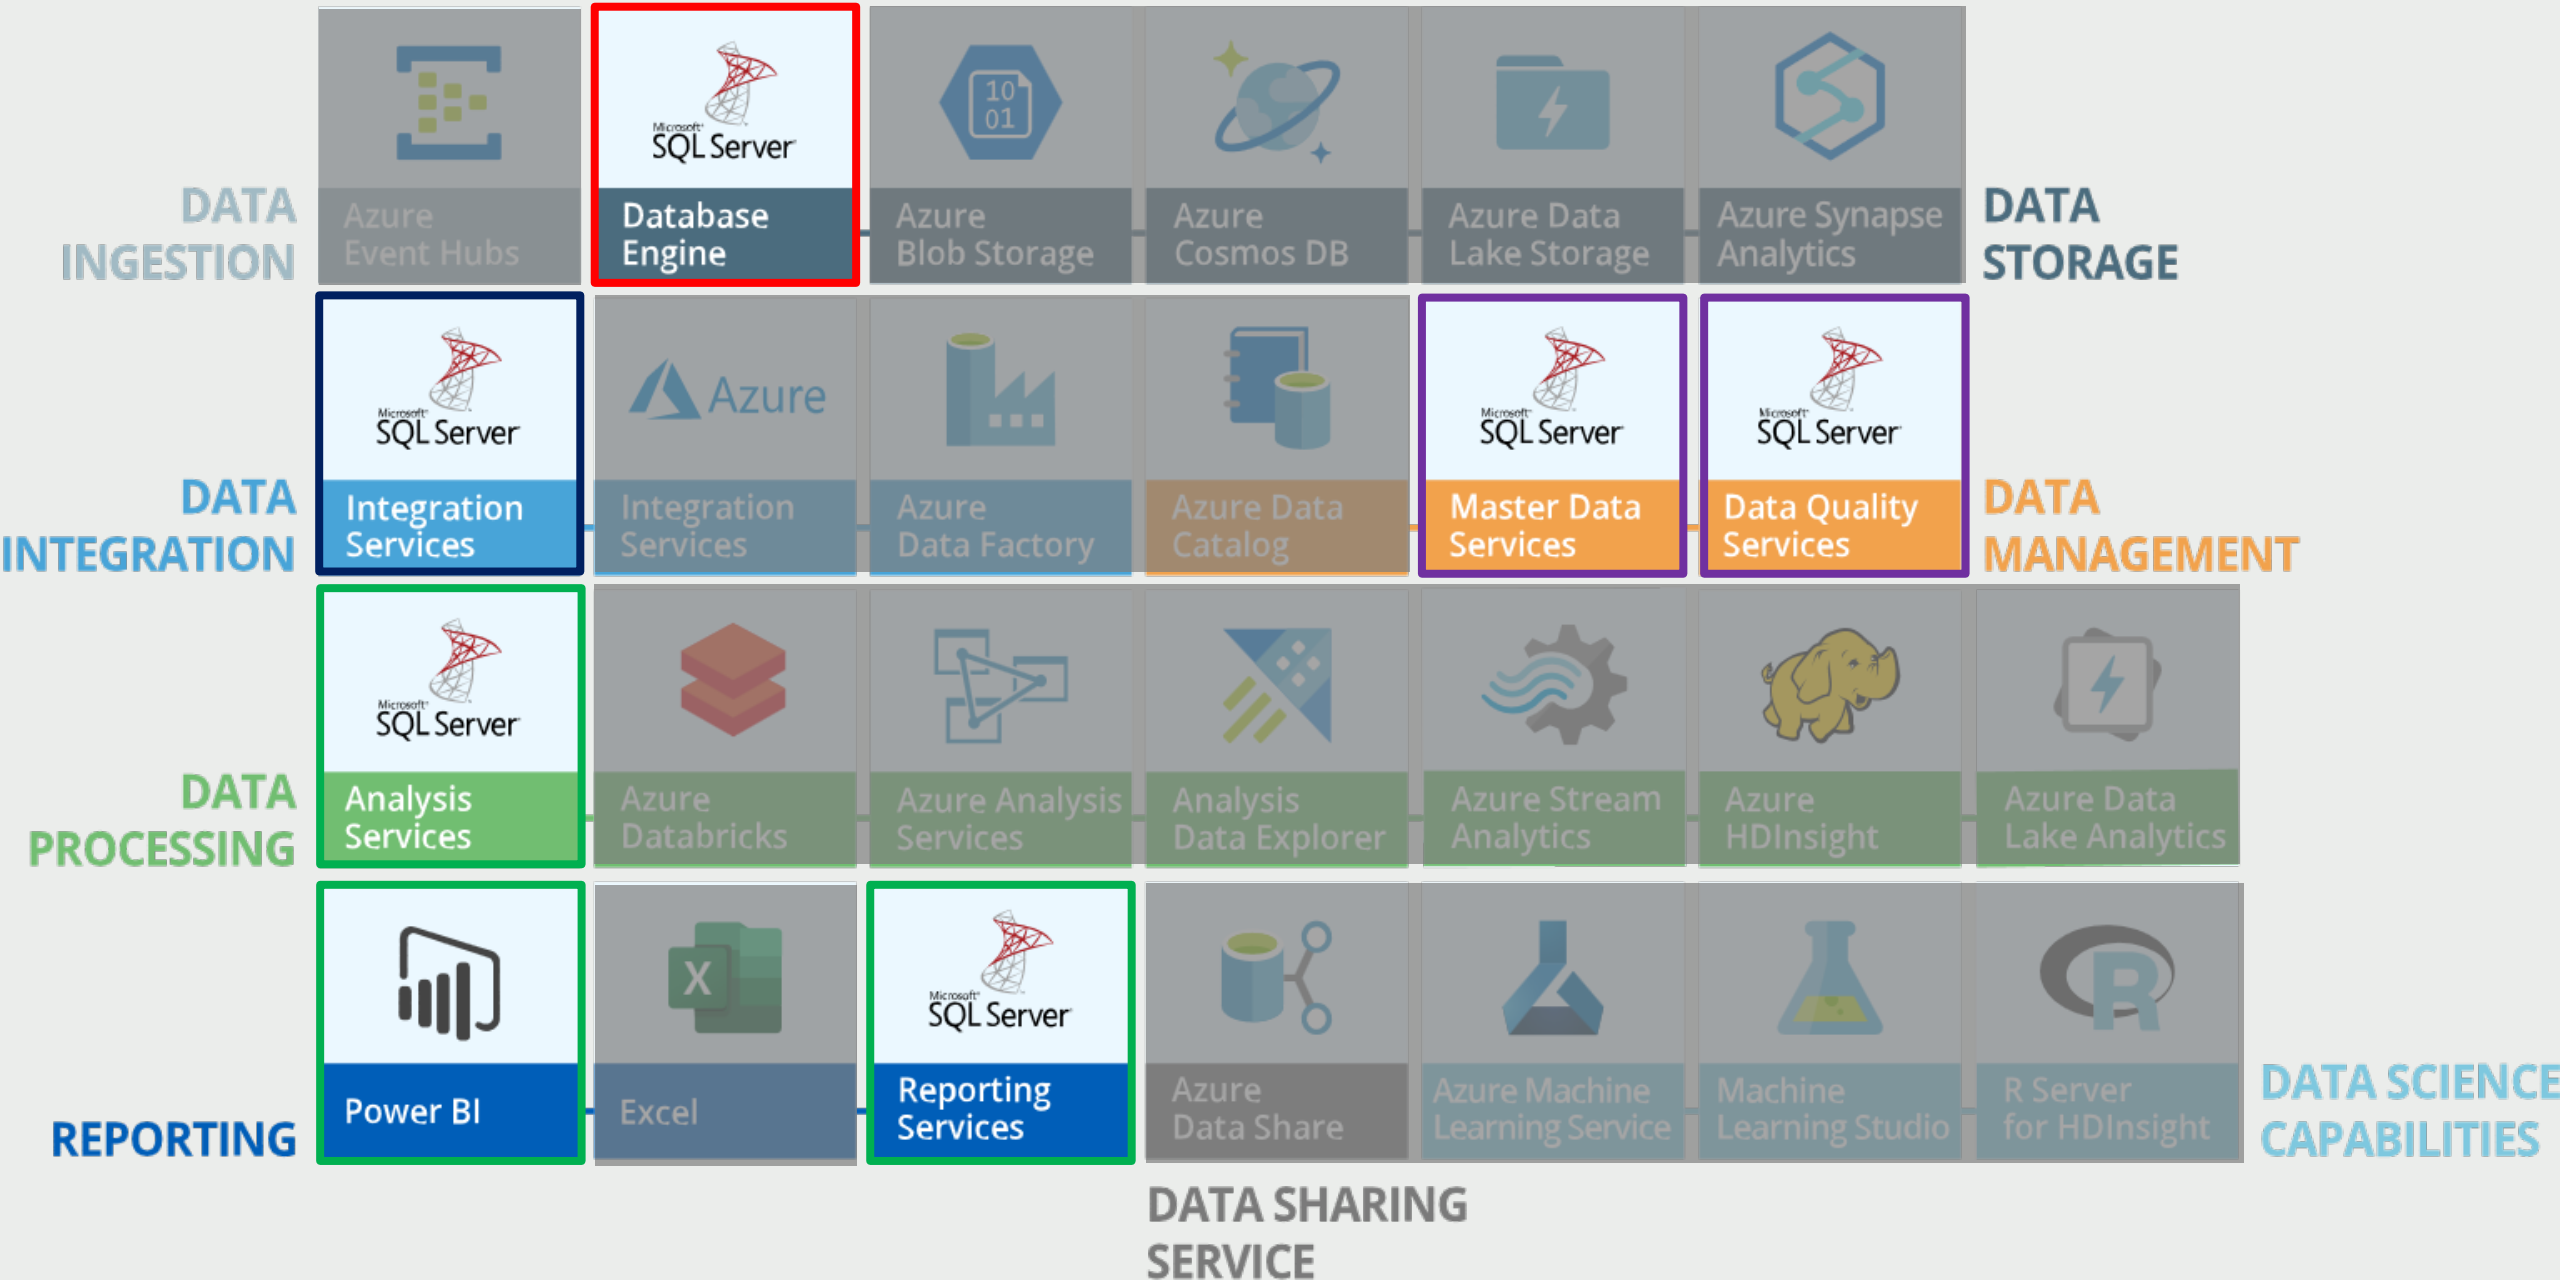 DATA
INGESTION
Azure
Event Hubs
Microsoft®
SQL Server
Database
Engine
10
01
Azure
Blob Storage
Azure
Cosmos DB
Azure Data
Lake Storage
Azure Synapse
Analytics
DATA
STORAGE
DATA
INTEGRATION
Microsoft®
SQL Server
Integration
Services
Azure
Integration
Services
Azure
Data Factory
Azure Data
Catalog
Microsoft®
SQL Server
Master Data
Services
Microsoft®
SQL Server
Data Quality
Services
DATA
MANAGEMENT
DATA
PROCESSING
Microsoft®
SQL Server
Analysis
Services
Azure
Databricks
Azure Analysis
Services
Analysis
Data Explorer
Azure Stream
Analytics
Azure
HDInsight
Azure Data
Lake Analytics
REPORTING
Power BI
X
Excel
Microsoft®
SQL Server
Reporting
Services
Azure
Data Share
Azure Machine
Learning Service
Machine
Learning Studio
R
R Server
for HDInsight
DATA SCIENCE
CAPABILITIES
DATA SHARING
SERVICE